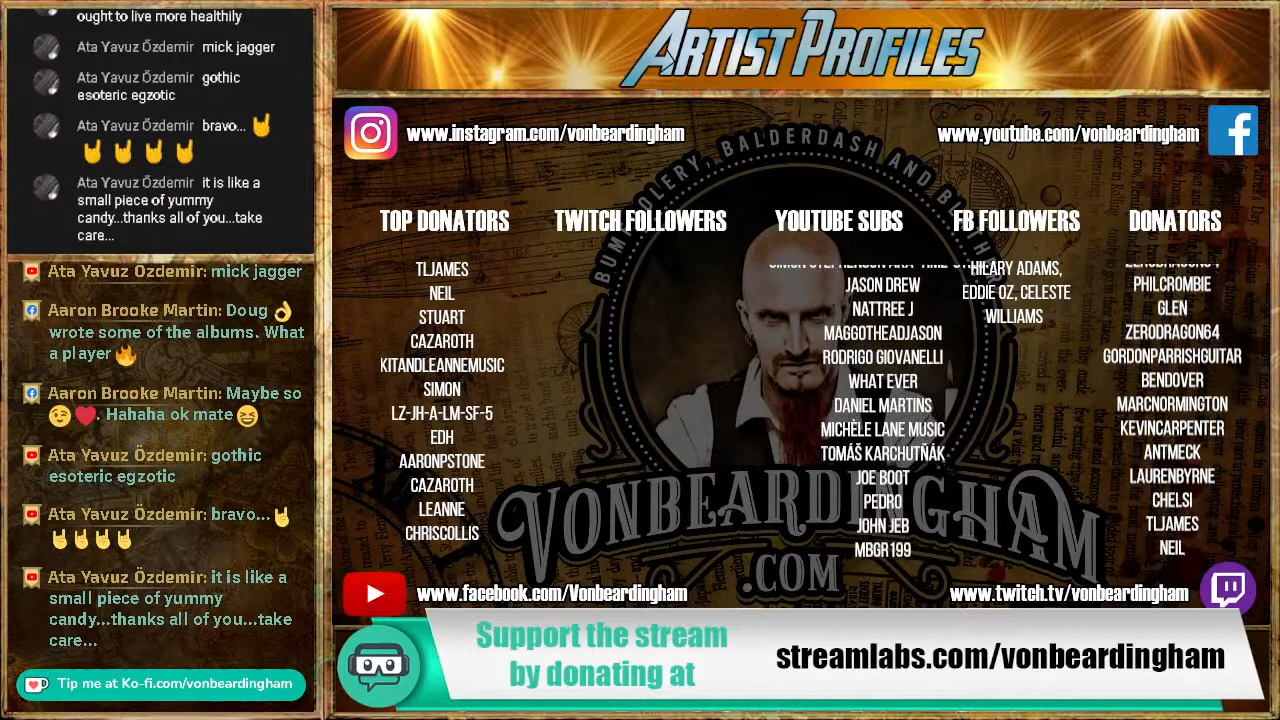 ought to live more healthily
Ata Yavuz Özdemir mick jagger
Ata Yavuz Özdemir gothic
esoteric egzotic
Ata Yavuz Özdemir bravo... 🤘
🤘 🤘 🤘 🤘
Ata Yavuz Özdemir it is like a
small piece of yummy
candy...thanks all of you...take
care...
Ata Yavuz Özdemir: mick jagger
Aaron Brooke Martin: Doug 👌
wrote some of the albums. What
a player 🔥
Aaron Brooke Martin: Maybe so
😉❤️. Hahaha ok mate 😆
Ata Yavuz Özdemir: gothic
esoteric egzotic
Ata Yavuz Özdemir: bravo...🤘
🤘🤘🤘🤘
Ata Yavuz Özdemir: it is like a
small piece of yummy
candy...thanks all of you...take
care...
Tip me at Ko-fi.com/vonbeardingham
ARTIST PROFILES
www.instagram.com/vonbeardingham
www.youtube.com/vonbeardingham
BALDERDASH AND
TOP DONATORS
TLJAMES
NEIL
STUART
CAZAROTH
KITANDLEANNEMUSIC
SIMON
LZ-JH-A-LM-SF-5
EDH
AARONPSTONE
CAZAROTH
LEANNE
CHRISCOLLIS
TWITCH FOLLOWERS
YOUTUBE SUBS
JASON DREW
NATTREE J
MAGGOTHEADJASON
RODRIGO GIOVANELLI
WHAT EVER
DANIEL MARTINS
MICHÈLE LANE MUSIC
TOMÁŠ KARCHUTŇÁK
JOE BOOT
PEDRO
JOHN JEB
MBGR199
FB FOLLOWERS
HILARY ADAMS,
EDDIE OZ, CELESTE
WILLIAMS
DONATORS
ZERODRAGON64
PHILCROMBIE
GLEN
ZERODRAGON64
GORDONPARRISHGUITAR
BENDOVER
MARCNORMINGTON
KEVINCARPENTER
ANTMECK
LAURENBYRNE
CHELSI
TLJAMES
NEIL
VONBEARDINGHAM
.COM
www.facebook.com/Vonbeardingham
www.twitch.tv/vonbeardingham
Support the stream
by donating at
streamlabs.com/vonbeardingham